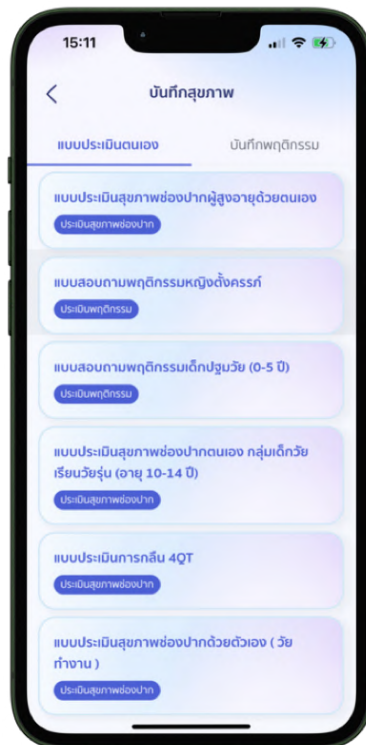 15:11
บันทึกสุขภาพ
แบบประเมินตนเอง บันทึกพฤติกรรม
แบบประเมินสุขภาพช่องปากผู้สูงอายุด้วยตนเอง
ประเมินสุขภาพช่องปาก
แบบสอบถามพฤติกรรมหญิงตั้งครรภ์
ประเมินพฤติกรรม
แบบสอบถามพฤติกรรมเด็กปฐมวัย (0-5 ปี)
ประเมินพฤติกรรม
แบบประเมินสุขภาพช่องปากตนเอง กลุ่มเด็กวัย
เรียนวัยรุ่น (อายุ 10-14 ปี)
ประเมินสุขภาพช่องปาก
แบบประเมินการกลืน 4QT
ประเมินสุขภาพช่องปาก
แบบประเมินสุขภาพช่องปากด้วยตัวเอง ( วัย
ทำงาน )
ประเมินสุขภาพช่องปาก